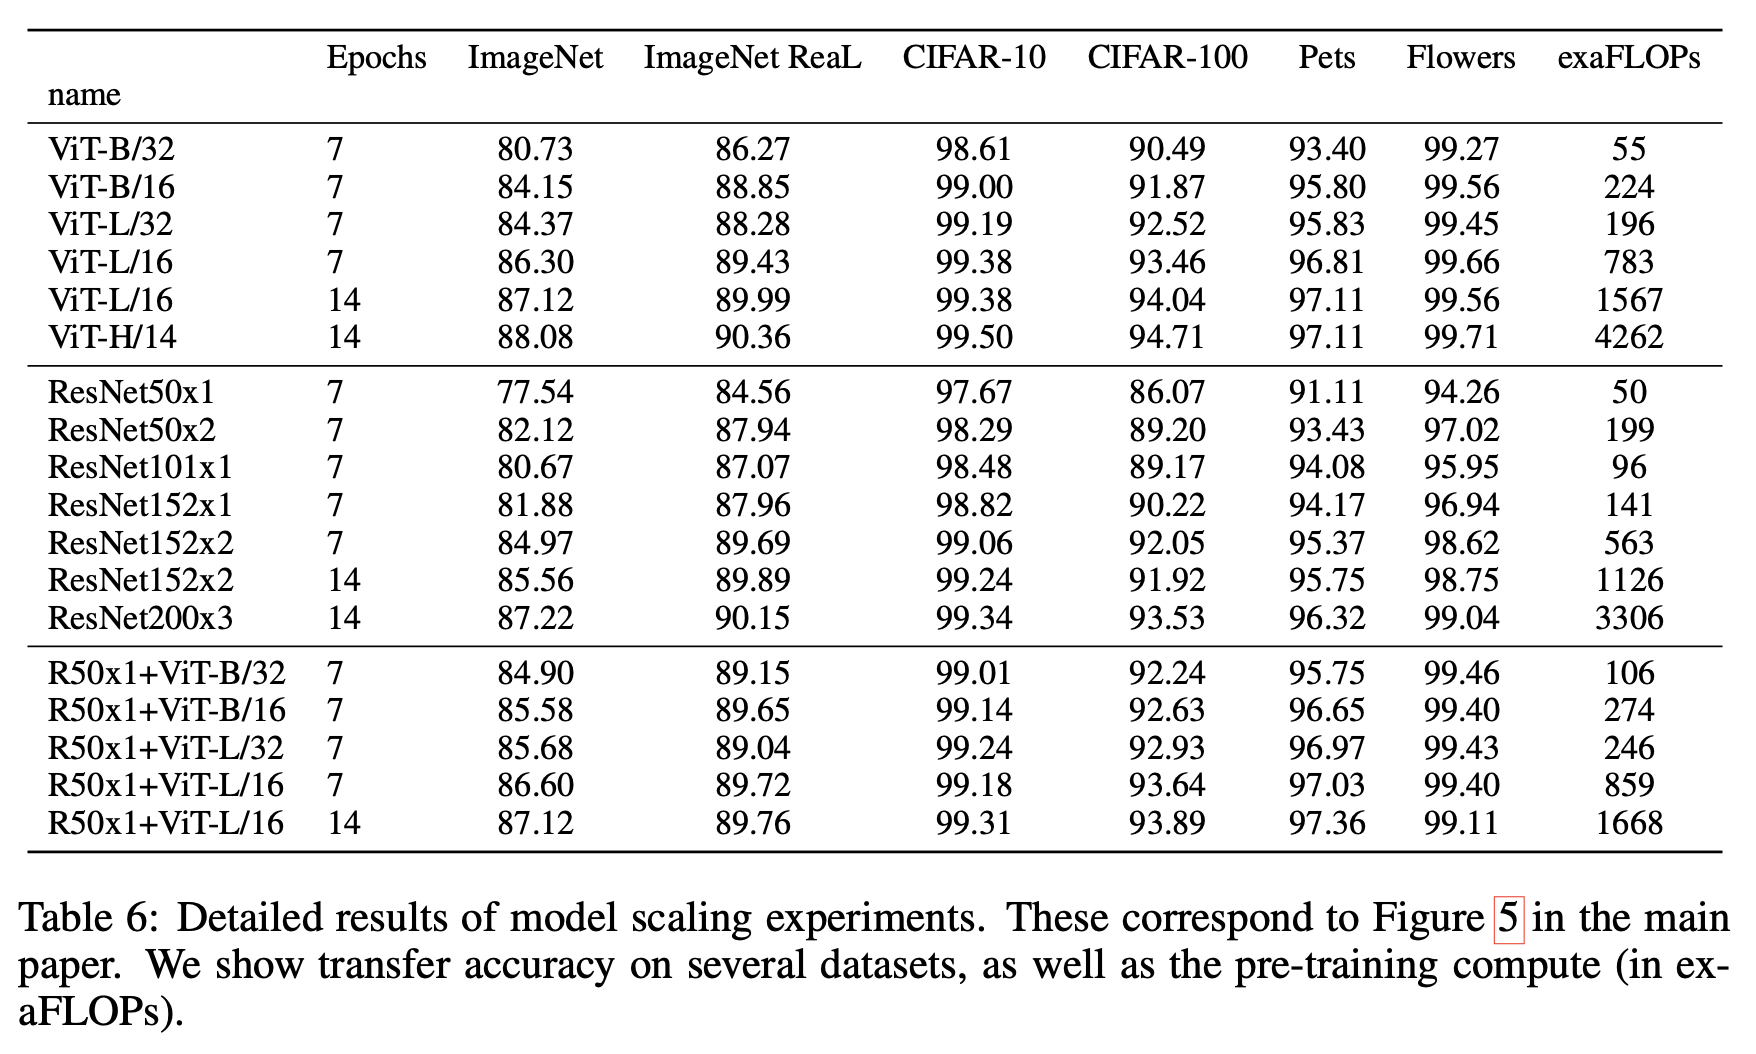 Epochs ImageNet ImageNet ReaL CIFAR-10 CIFAR-100 Pets Flowers exaFLOPs
name
ViT-B/32 7 80.73 86.27 98.61 90.49 93.40 99.27 55
ViT-B/16 7 84.15 88.85 99.00 91.87 95.80 99.56 224
ViT-L/32 7 84.37 88.28 99.19 92.52 95.83 99.45 196
ViT-L/16 7 86.30 89.43 99.38 93.46 96.81 99.66 783
ViT-L/16 14 87.12 89.99 99.38 94.04 97.11 99.56 1567
ViT-H/14 14 88.08 90.36 99.50 94.71 97.11 99.71 4262
ResNet50x1 7 77.54 84.56 97.67 86.07 91.11 94.26 50
ResNet50x2 7 82.12 87.94 98.29 89.20 93.43 97.02 199
ResNet101x1 7 80.67 87.07 98.48 89.17 94.08 95.95 96
ResNet152x1 7 81.88 87.96 98.82 90.22 94.17 96.94 141
ResNet152x2 7 84.97 89.69 99.06 92.05 95.37 98.62 563
ResNet152x2 14 85.56 89.89 99.24 91.92 95.75 98.75 1126
ResNet200x3 14 87.22 90.15 99.34 93.53 96.32 99.04 3306
R50x1+ViT-B/32 7 84.90 89.15 99.01 92.24 95.75 99.46 106
R50x1+ViT-B/16 7 85.58 89.65 99.14 92.63 96.65 99.40 274
R50x1+ViT-L/32 7 85.68 89.04 99.24 92.93 96.97 99.43 246
R50x1+ViT-L/16 7 86.60 89.72 99.18 93.64 97.03 99.40 859
R50x1+ViT-L/16 14 87.12 89.76 99.31 93.89 97.36 99.11 1668
Table 6: Detailed results of model scaling experiments. These correspond to Figure 5 in the main
paper. We show transfer accuracy on several datasets, as well as the pre-training compute (in ex-
aFLOPs).